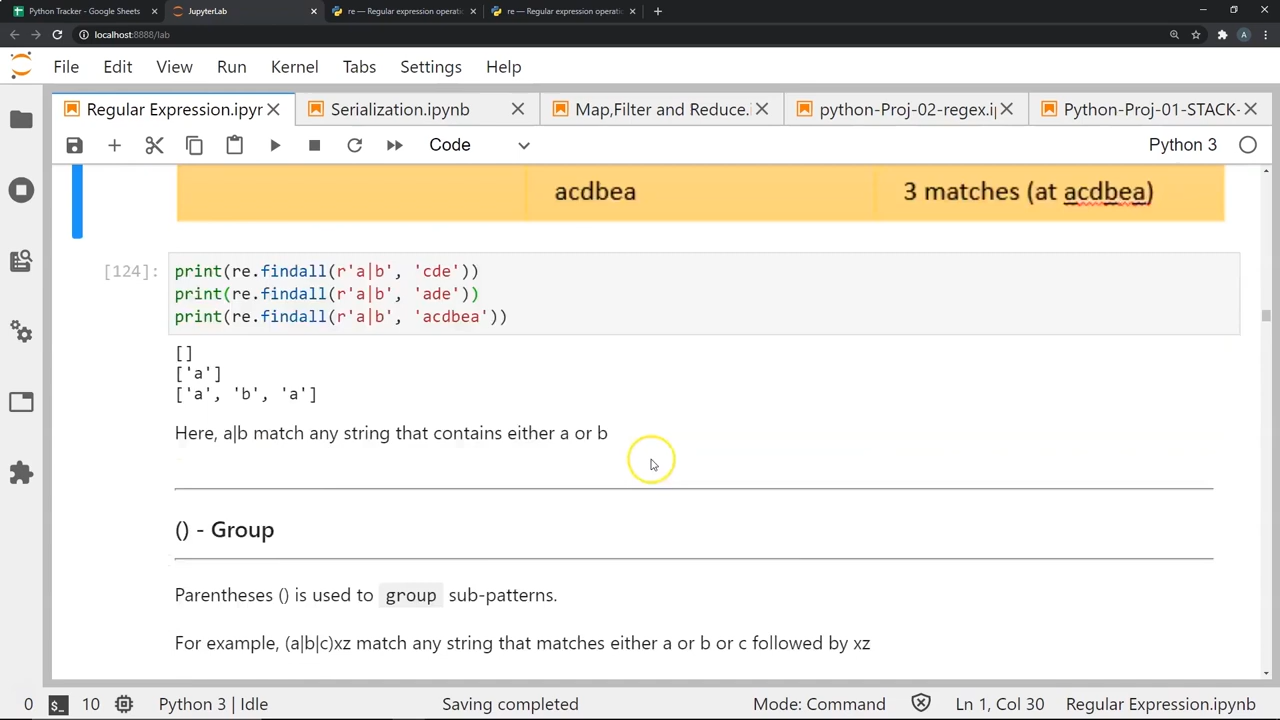 Python Tracker - Google Sheets
JupyterLab
re — Regular expression operatio
re — Regular expression operatio
localhost:8888/lab
A
File Edit View Run Kernel Tabs Settings Help
Regular Expression.ipyr
Serialization.ipynb
Map,Filter and Reduce.i
python-Proj-02-regex.ip
Python-Proj-01-STACK-
Code
Python 3
acdbea
3 matches (at acdbea)
[124]:
print(re.findall(r'a|b', 'cde'))
print(re.findall(r'a|b', 'ade'))
print(re.findall(r'a|b', 'acdbea'))
[]
['a']
['a', 'b', 'a']
Here, a|b match any string that contains either a or b
() - Group
Parentheses () is used to group sub-patterns.
For example, (a|b|c)xz match any string that matches either a or b or c followed by xz
0 $_ 10 Python 3 | Idle Saving completed Mode: Command Ln 1, Col 30 Regular Expression.ipynb